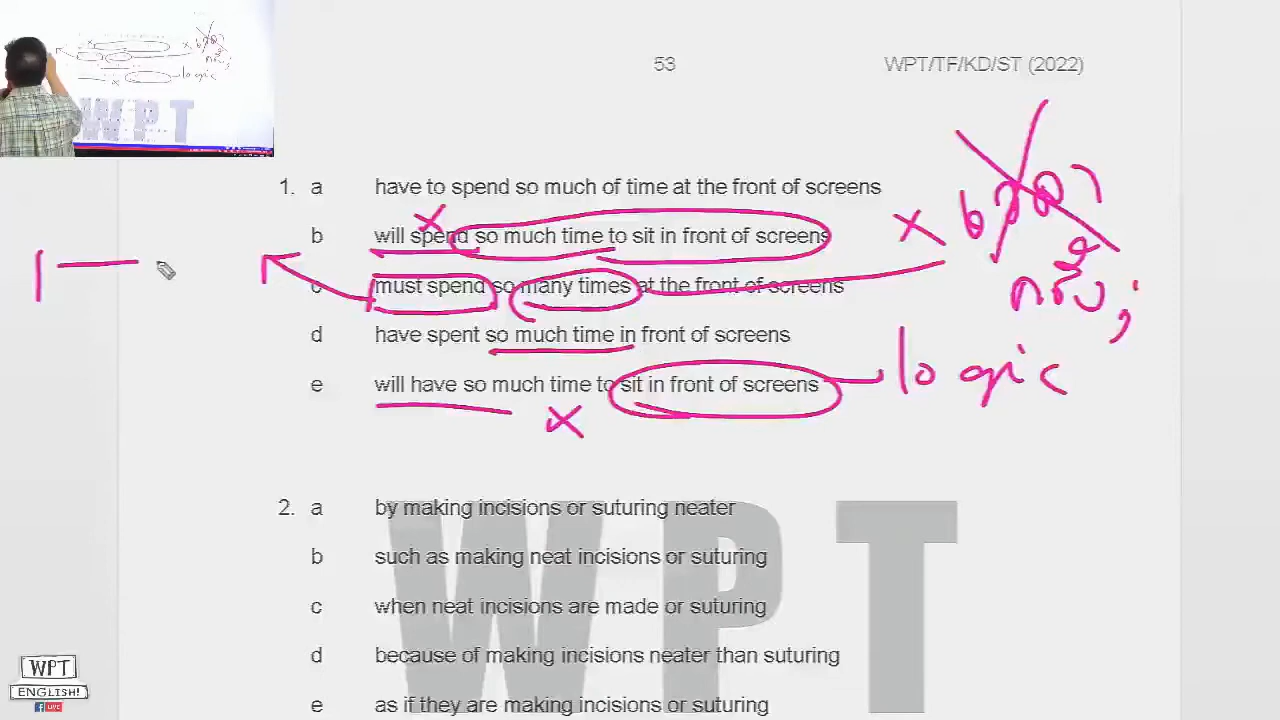 53 WPT/TF/KD/ST (2022)
1. a have to spend so much of time at the front of screens
b will spend so much time to sit in front of screens
c must spend so many times at the front of screens
d have spent so much time in front of screens
e will have so much time to sit in front of screens
logic
2. a by making incisions or suturing neater
b such as making neat incisions or suturing
c when neat incisions are made or suturing
d because of making incisions neater than suturing
e as if they are making incisions or suturing
WPT
WPT
ENGLISH!
LIVE
logic
WPT